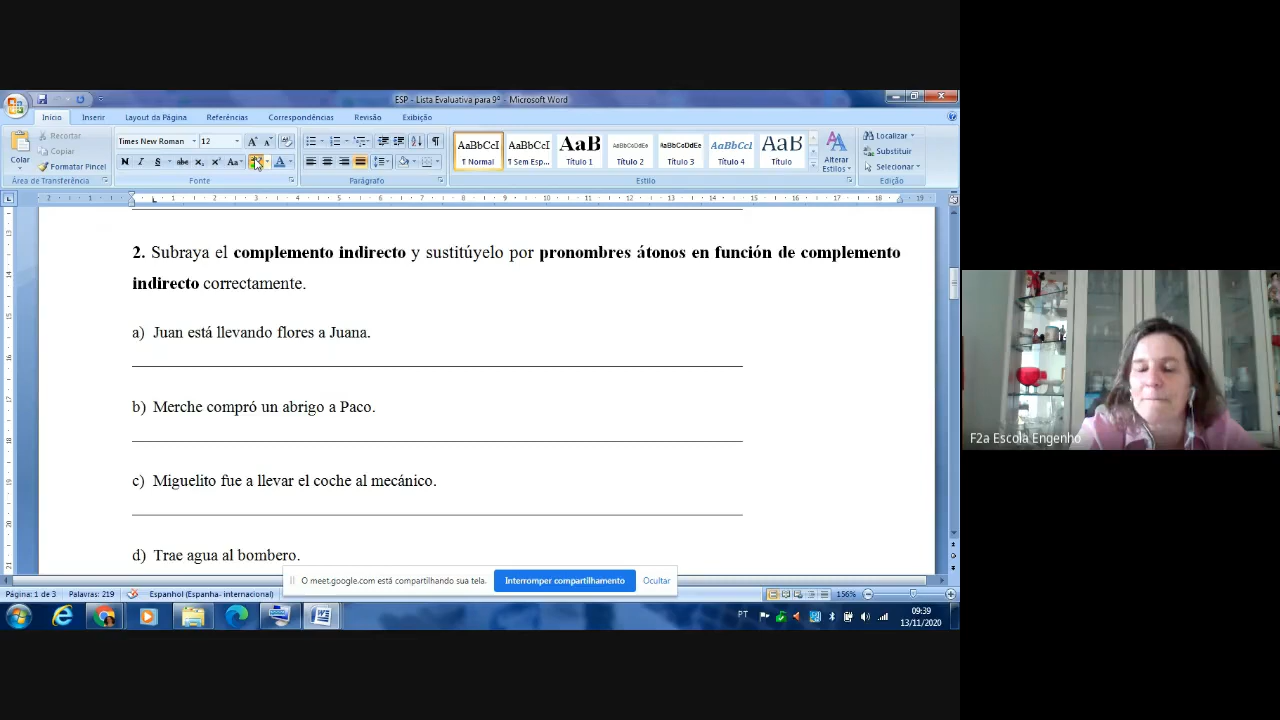 ESP - Lista Evaluativa para 9º - Microsoft Word
Início Inserir Layout da Página Referências Correspondências Revisão Exibição
Colar
Recortar
Copiar
Formatar Pincel
Área de Transferência
Times New Roman 12
Fonte
Parágrafo
AaBbCcI AaBbCcI AaB AaBbCcDdEe AaBbCcDdEe AaBbCcI AaB
¶ Normal ¶ Sem Esp... Título 1 ¶ Título 2 ¶ Título 3 ¶ Título 4 Título
Alterar Estilos
Estilo
Localizar
Substituir
Selecionar
Edição
2. Subraya el complemento indirecto y sustitúyelo por pronombres átonos en función de complemento
indirecto correctamente.
a) Juan está llevando flores a Juana.
b) Merche compró un abrigo a Paco.
c) Miguelito fue a llevar el coche al mecánico.
d) Trae agua al bombero.
O meet.google.com está compartilhando sua tela. Interromper compartilhamento Ocultar
Página: 1 de 3 Palavras: 219 Espanhol (Espanha- internacional) 156%
PT 09:39
13/11/2020
F2a Escola Engenho